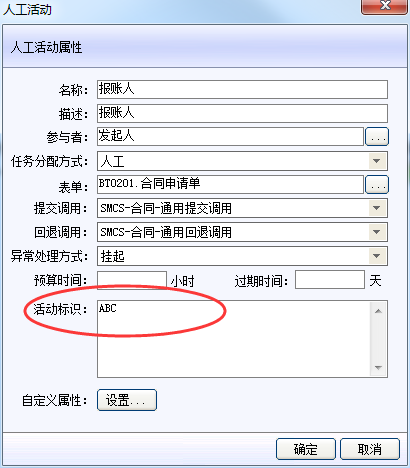 人工活动
人工活动属性
名称: 报账人
描述: 报账人
参与者: 发起人 ...
任务分配方式: 人工
表单: BT0201.合同申请单 ...
提交调用: SMCS-合同-通用提交调用
回退调用: SMCS-合同-通用回退调用
异常处理方式: 挂起
预算时间: 小时 过期时间: 天
活动标识: ABC
自定义属性: 设置...
确定 取消